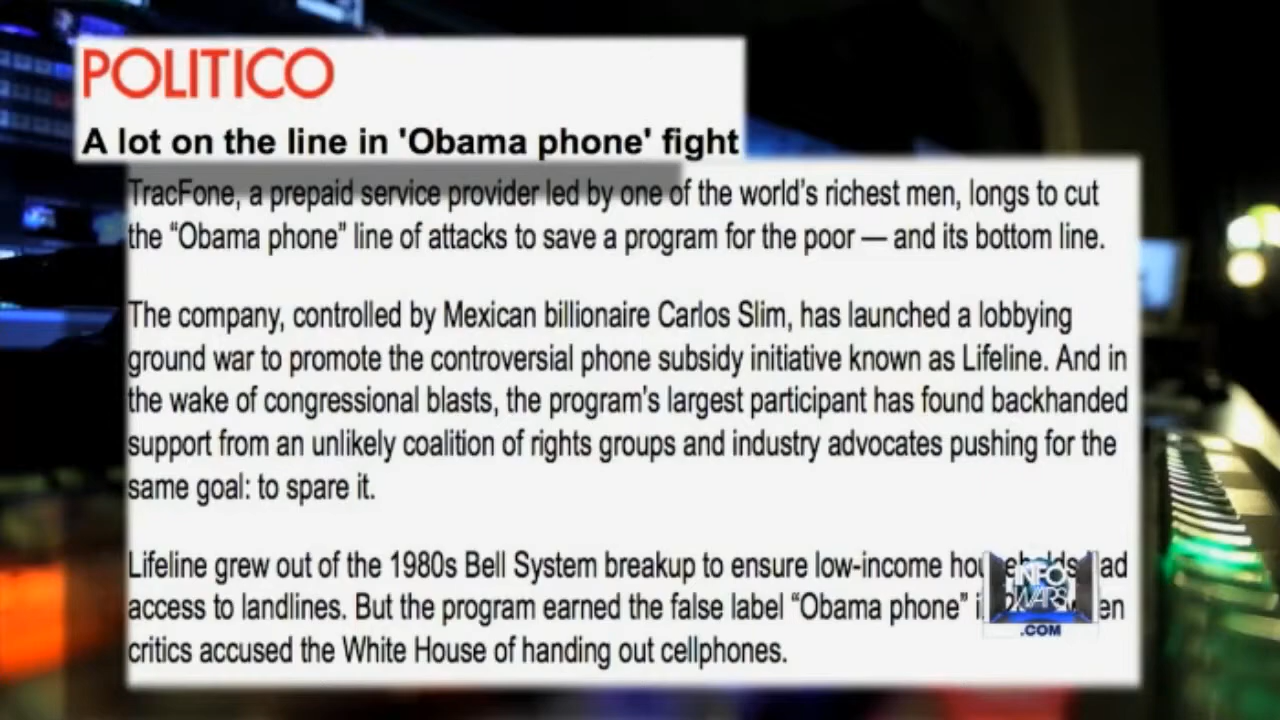 POLITICO
A lot on the line in 'Obama phone' fight
TracFone, a prepaid service provider led by one of the world’s richest men, longs to cut
the “Obama phone” line of attacks to save a program for the poor — and its bottom line.
The company, controlled by Mexican billionaire Carlos Slim, has launched a lobbying
ground war to promote the controversial phone subsidy initiative known as Lifeline. And in
the wake of congressional blasts, the program’s largest participant has found backhanded
support from an unlikely coalition of rights groups and industry advocates pushing for the
same goal: to spare it.
Lifeline grew out of the 1980s Bell System breakup to ensure low-income
access to landlines. But the program earned the false label “Obama phone”
critics accused the White House of handing out cellphones.
INFO
WARS
.COM